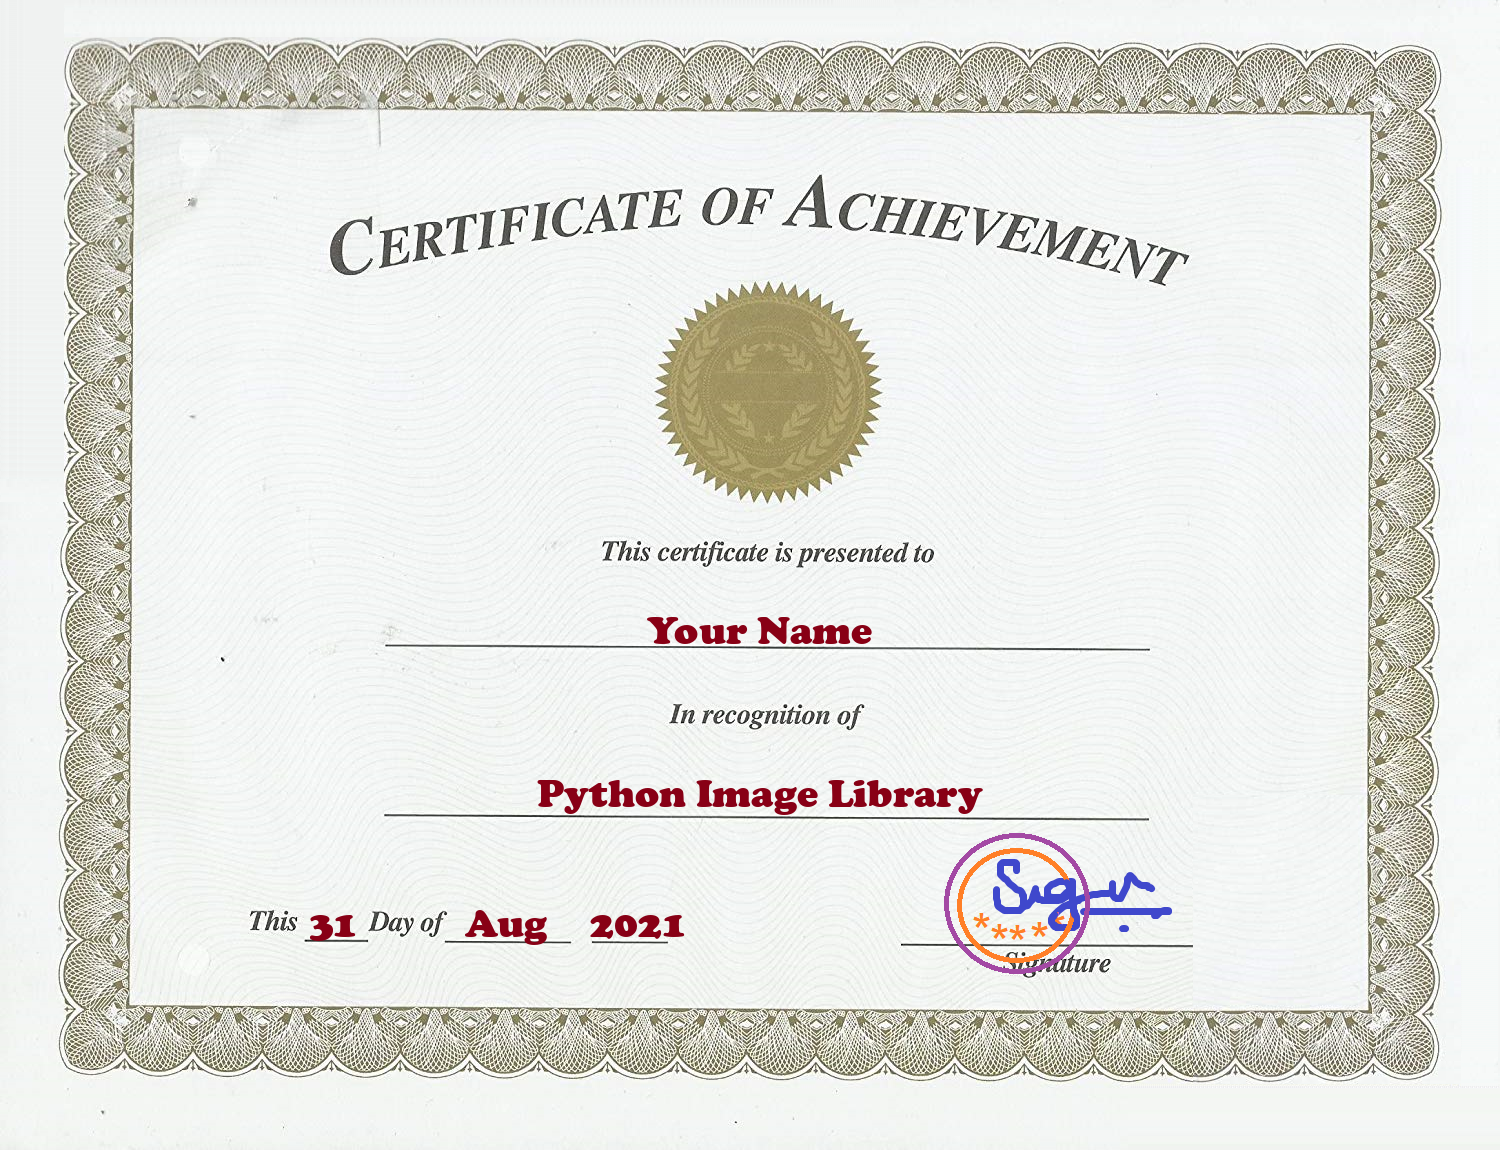 CERTIFICATE OF ACHIEVEMENT
This certificate is presented to
Your Name
In recognition of
Python Image Library
This 31 Day of Aug 2021
Sign
*****
Signature